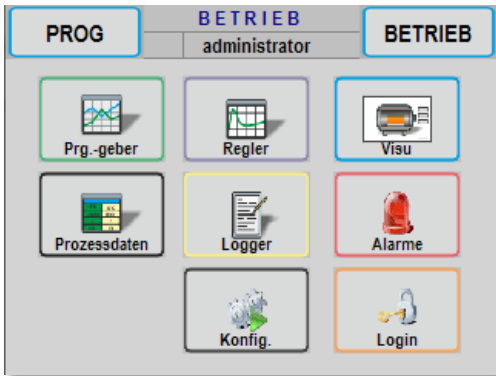 PROG
BETRIEB
administrator
BETRIEB
Prg.-geber
Regler
Visu
Prozessdaten
Logger
Alarme
Konfig.
Login